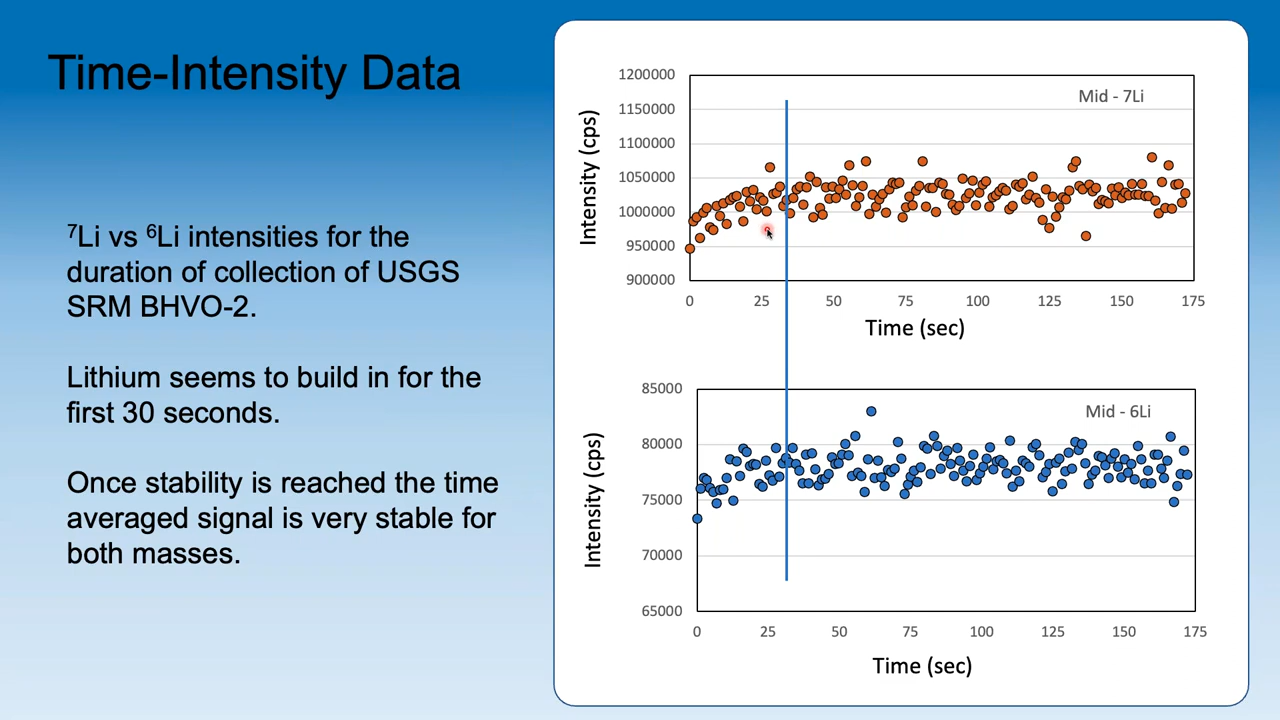 Time-Intensity Data
⁷Li vs ⁶Li intensities for the
duration of collection of USGS
SRM BHVO-2.
Lithium seems to build in for the
first 30 seconds.
Once stability is reached the time
averaged signal is very stable for
both masses.
Mid - 7Li
Intensity (cps)
1200000
1150000
1100000
1050000
1000000
950000
900000
0 25 50 75 100 125 150 175
Time (sec)
Mid - 6Li
Intensity (cps)
85000
80000
75000
70000
65000
0 25 50 75 100 125 150 175
Time (sec)